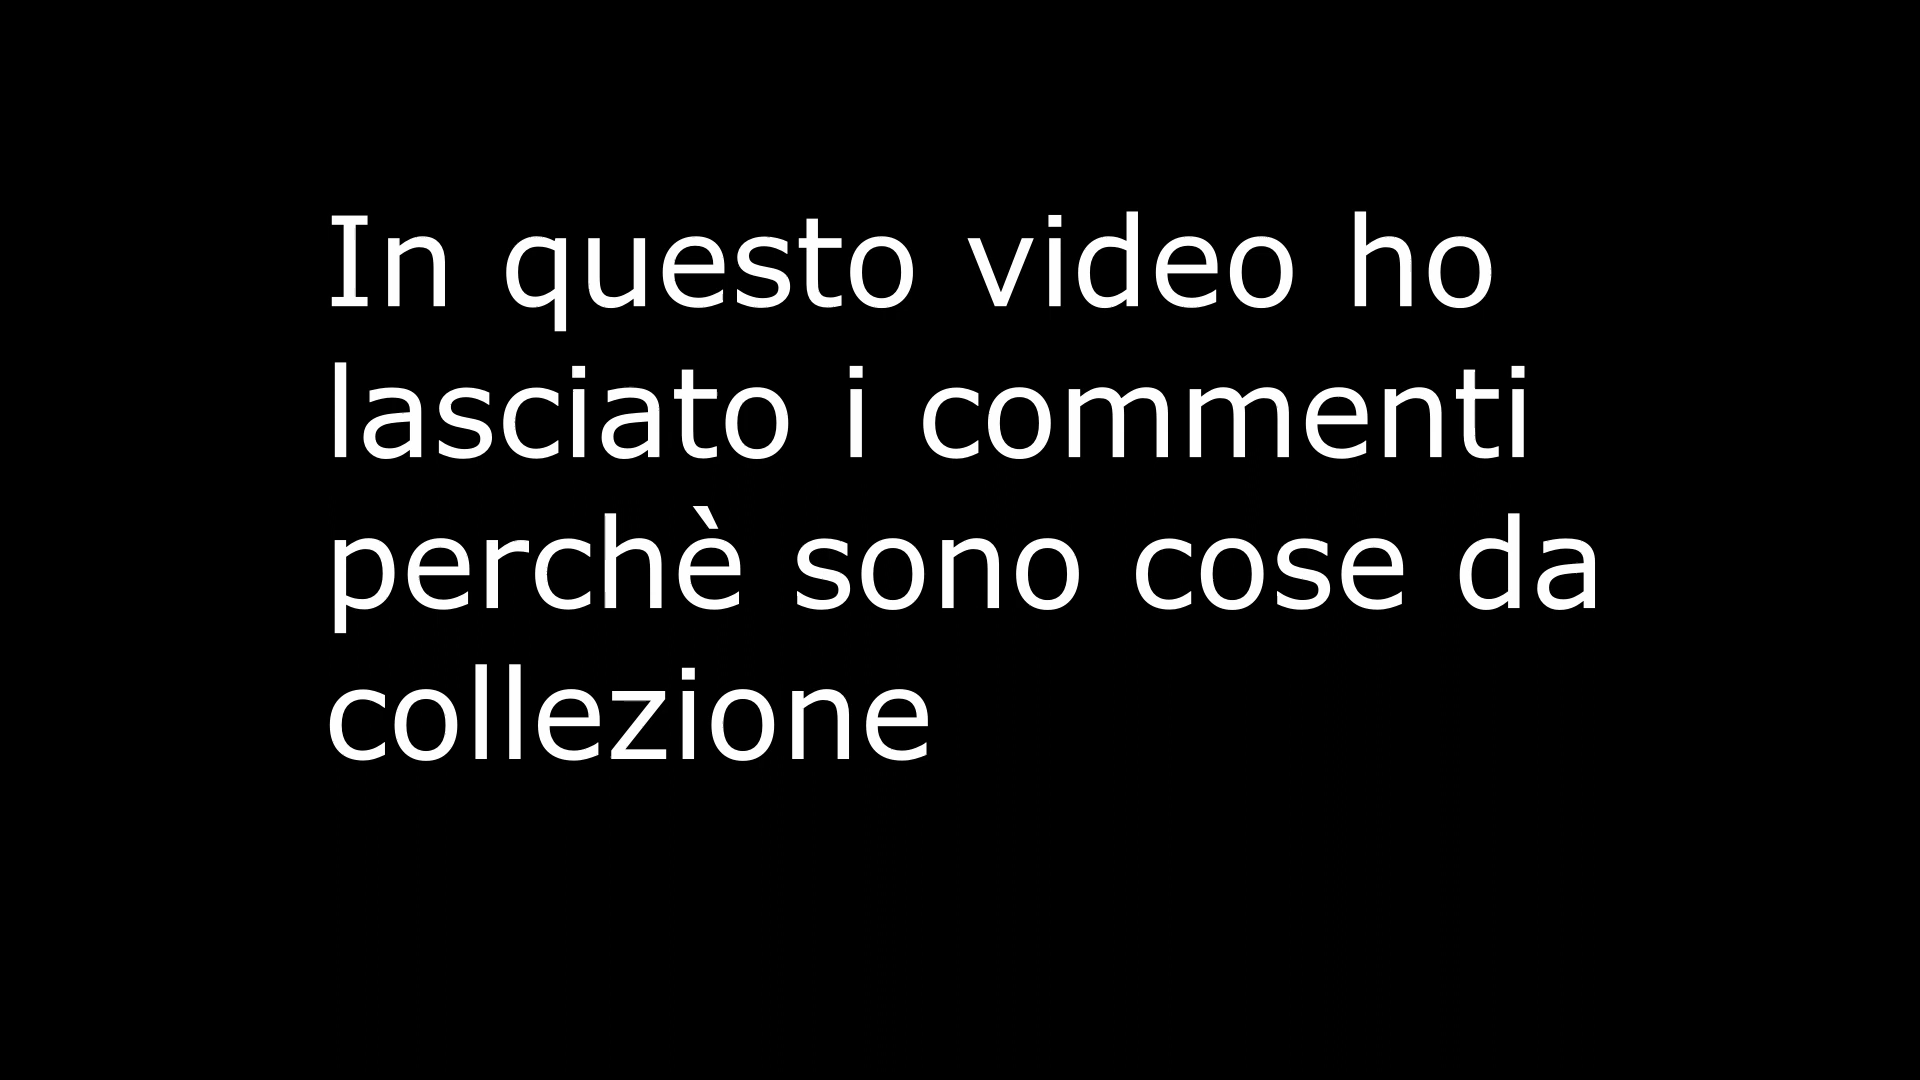 In questo video ho
lasciato i commenti
perchè sono cose da
collezione